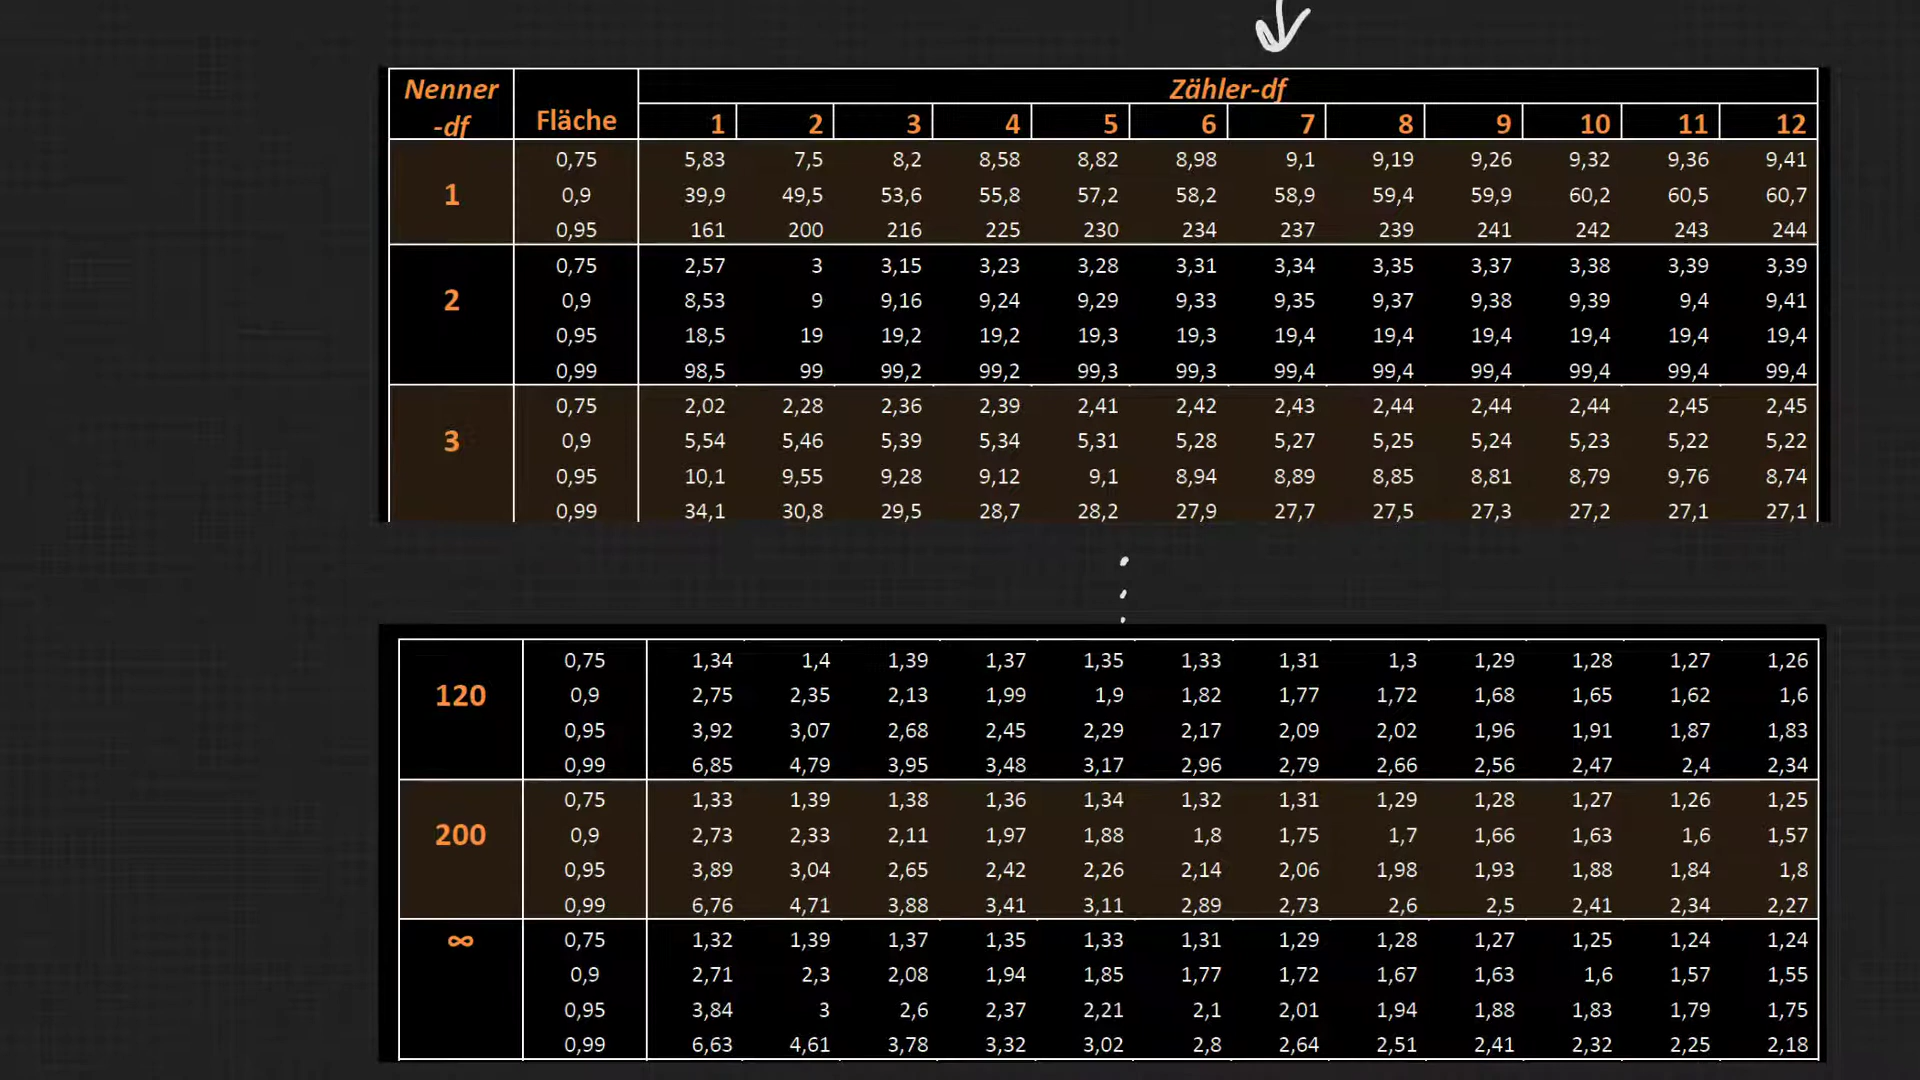 Nenner Zähler-df
-df Fläche 1 2 3 4 5 6 7 8 9 10 11 12
0,75 5,83 7,5 8,2 8,58 8,82 8,98 9,1 9,19 9,26 9,32 9,36 9,41
1 0,9 39,9 49,5 53,6 55,8 57,2 58,2 58,9 59,4 59,9 60,2 60,5 60,7
0,95 161 200 216 225 230 234 237 239 241 242 243 244
0,75 2,57 3 3,15 3,23 3,28 3,31 3,34 3,35 3,37 3,38 3,39 3,39
2 0,9 8,53 9 9,16 9,24 9,29 9,33 9,35 9,37 9,38 9,39 9,4 9,41
0,95 18,5 19 19,2 19,2 19,3 19,3 19,4 19,4 19,4 19,4 19,4 19,4
0,99 98,5 99 99,2 99,2 99,3 99,3 99,4 99,4 99,4 99,4 99,4 99,4
0,75 2,02 2,28 2,36 2,39 2,41 2,42 2,43 2,44 2,44 2,44 2,45 2,45
3 0,9 5,54 5,46 5,39 5,34 5,31 5,28 5,27 5,25 5,24 5,23 5,22 5,22
0,95 10,1 9,55 9,28 9,12 9,1 8,94 8,89 8,85 8,81 8,79 9,76 8,74
0,99 34,1 30,8 29,5 28,7 28,2 27,9 27,7 27,5 27,3 27,2 27,1 27,1
0,75 1,34 1,4 1,39 1,37 1,35 1,33 1,31 1,3 1,29 1,28 1,27 1,26
120 0,9 2,75 2,35 2,13 1,99 1,9 1,82 1,77 1,72 1,68 1,65 1,62 1,6
0,95 3,92 3,07 2,68 2,45 2,29 2,17 2,09 2,02 1,96 1,91 1,87 1,83
0,99 6,85 4,79 3,95 3,48 3,17 2,96 2,79 2,66 2,56 2,47 2,4 2,34
0,75 1,33 1,39 1,38 1,36 1,34 1,32 1,31 1,29 1,28 1,27 1,26 1,25
200 0,9 2,73 2,33 2,11 1,97 1,88 1,8 1,75 1,7 1,66 1,63 1,6 1,57
0,95 3,89 3,04 2,65 2,42 2,26 2,14 2,06 1,98 1,93 1,88 1,84 1,8
0,99 6,76 4,71 3,88 3,41 3,11 2,89 2,73 2,6 2,5 2,41 2,34 2,27
∞ 0,75 1,32 1,39 1,37 1,35 1,33 1,31 1,29 1,28 1,27 1,25 1,24 1,24
0,9 2,71 2,3 2,08 1,94 1,85 1,77 1,72 1,67 1,63 1,6 1,57 1,55
0,95 3,84 3 2,6 2,37 2,21 2,1 2,01 1,94 1,88 1,83 1,79 1,75
0,99 6,63 4,61 3,78 3,32 3,02 2,8 2,64 2,51 2,41 2,32 2,25 2,18